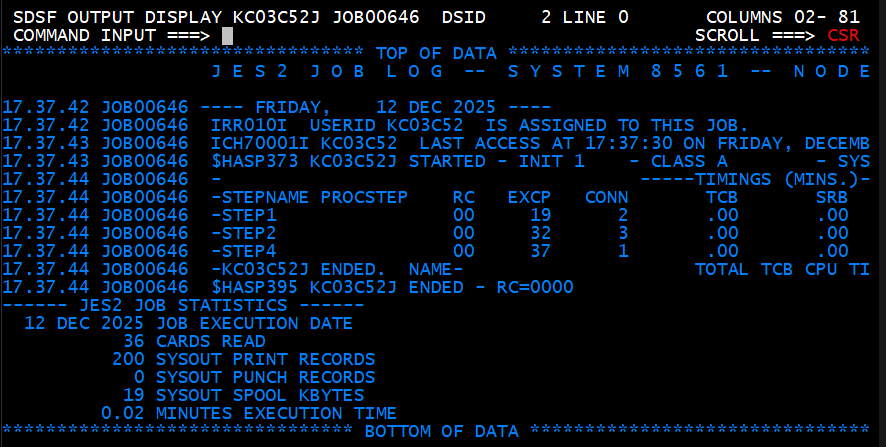 SDSF OUTPUT DISPLAY KC03C52J JOB00646  DSID     2 LINE 0       COLUMNS 02- 81
COMMAND INPUT ===>                                            SCROLL ===> CSR
********************************* TOP OF DATA *********************************
                   J E S 2  J O B  L O G  --  S Y S T E M  8 5 6 1  --  N O D E
17.37.42 JOB00646 ---- FRIDAY,    12 DEC 2025 ----
17.37.42 JOB00646  IRR010I  USERID KC03C52  IS ASSIGNED TO THIS JOB.
17.37.43 JOB00646  ICH70001I KC03C52  LAST ACCESS AT 17:37:30 ON FRIDAY, DECEMB
17.37.43 JOB00646  $HASP373 KC03C52J STARTED - INIT 1    - CLASS A        - SYS
17.37.44 JOB00646  -                                      -----TIMINGS (MINS.)-
17.37.44 JOB00646  -STEPNAME PROCSTEP    RC   EXCP   CONN       TCB       SRB
17.37.44 JOB00646  -STEP1                00     19      2       .00       .00
17.37.44 JOB00646  -STEP2                00     32      3       .00       .00
17.37.44 JOB00646  -STEP4                00     37      1       .00       .00
17.37.44 JOB00646  -KC03C52J ENDED.  NAME-                     TOTAL TCB CPU TI
17.37.44 JOB00646  $HASP395 KC03C52J ENDED - RC=0000
------ JES2 JOB STATISTICS ------
  12 DEC 2025 JOB EXECUTION DATE
           36 CARDS READ
          200 SYSOUT PRINT RECORDS
            0 SYSOUT PUNCH RECORDS
           19 SYSOUT SPOOL KBYTES
         0.02 MINUTES EXECUTION TIME
******************************** BOTTOM OF DATA *******************************